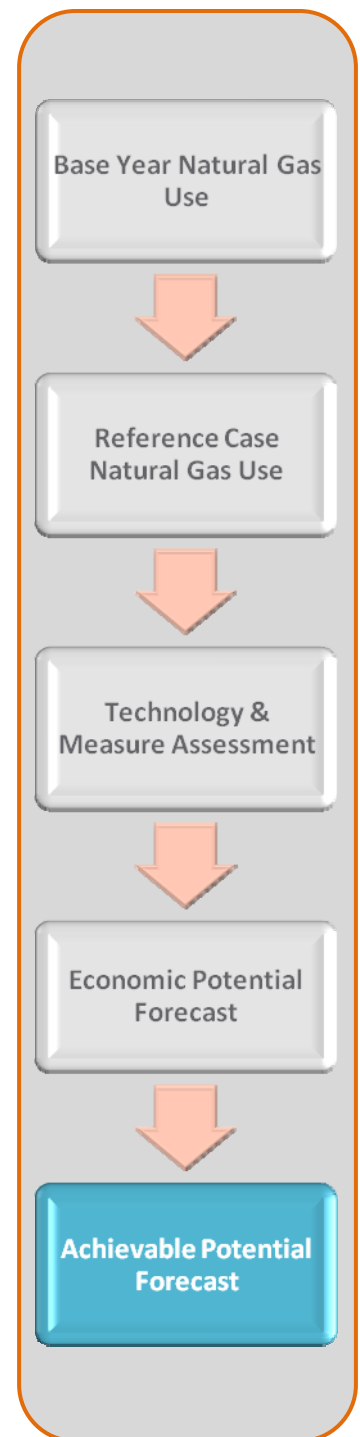 Base Year Natural Gas
Use
Reference Case
Natural Gas Use
Technology &
Measure Assessment
Economic Potential
Forecast
Achievable Potential
Forecast